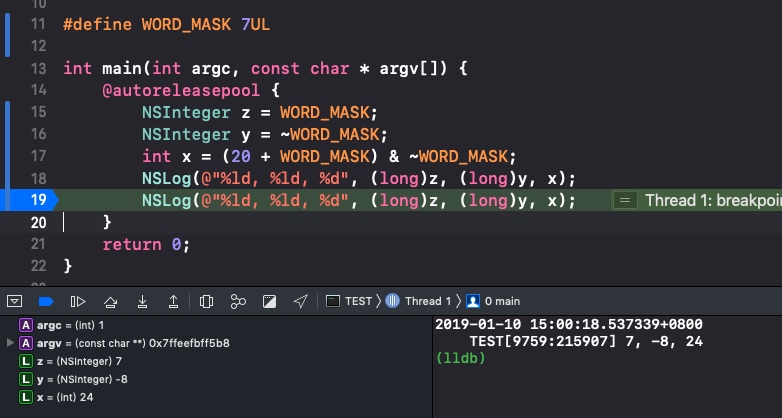 10
11 #define WORD_MASK 7UL
12
13 int main(int argc, const char * argv[]) {
14 @autoreleasepool {
15 NSInteger z = WORD_MASK;
16 NSInteger y = ~WORD_MASK;
17 int x = (20 + WORD_MASK) & ~WORD_MASK;
18 NSLog(@"%ld, %ld, %d", (long)z, (long)y, x);
19 NSLog(@"%ld, %ld, %d", (long)z, (long)y, x); = Thread 1: breakpoi
20 }
21 return 0;
22 }
TEST 〉 Thread 1 〉 0 main
A argc = (int) 1
A argv = (const char **) 0x7ffeefbff5b8
L z = (NSInteger) 7
L y = (NSInteger) -8
L x = (int) 24
2019-01-10 15:00:18.537339+0800
TEST[9759:215907] 7, -8, 24
(lldb)